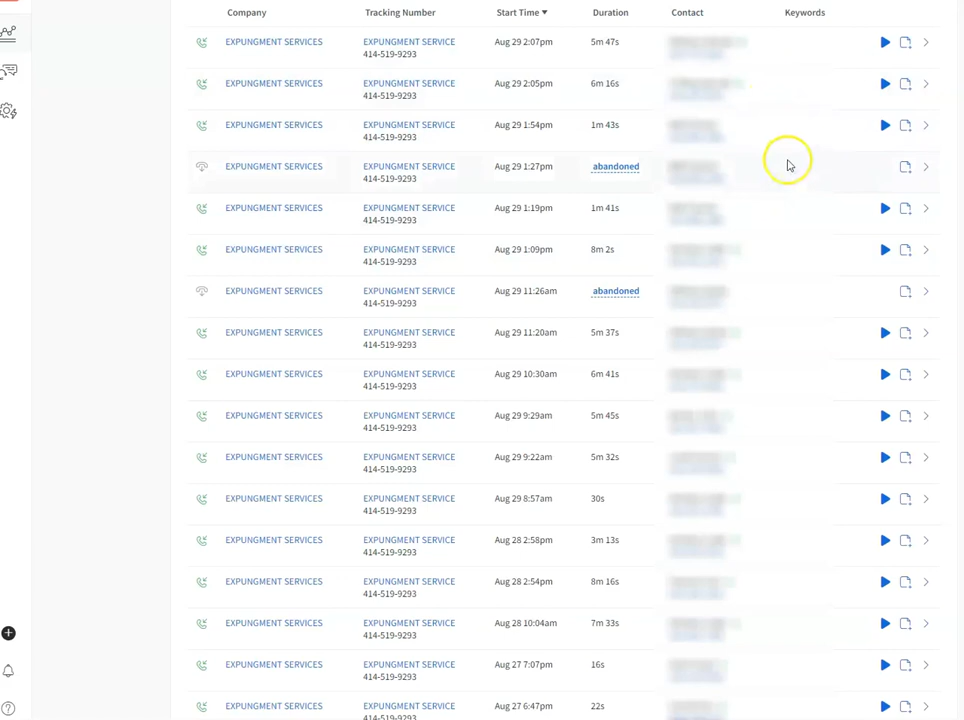 Company Tracking Number Start Time ▼ Duration Contact Keywords
EXPUNGMENT SERVICES EXPUNGMENT SERVICE Aug 29 2:07pm 5m 47s
414-519-9293
EXPUNGMENT SERVICES EXPUNGMENT SERVICE Aug 29 2:05pm 6m 16s
414-519-9293
EXPUNGMENT SERVICES EXPUNGMENT SERVICE Aug 29 1:54pm 1m 43s
414-519-9293
EXPUNGMENT SERVICES EXPUNGMENT SERVICE Aug 29 1:27pm abandoned
414-519-9293
EXPUNGMENT SERVICES EXPUNGMENT SERVICE Aug 29 1:19pm 1m 41s
414-519-9293
EXPUNGMENT SERVICES EXPUNGMENT SERVICE Aug 29 1:09pm 8m 2s
414-519-9293
EXPUNGMENT SERVICES EXPUNGMENT SERVICE Aug 29 11:26am abandoned
414-519-9293
EXPUNGMENT SERVICES EXPUNGMENT SERVICE Aug 29 11:20am 5m 37s
414-519-9293
EXPUNGMENT SERVICES EXPUNGMENT SERVICE Aug 29 10:30am 6m 41s
414-519-9293
EXPUNGMENT SERVICES EXPUNGMENT SERVICE Aug 29 9:29am 5m 45s
414-519-9293
EXPUNGMENT SERVICES EXPUNGMENT SERVICE Aug 29 9:22am 5m 32s
414-519-9293
EXPUNGMENT SERVICES EXPUNGMENT SERVICE Aug 29 8:57am 30s
414-519-9293
EXPUNGMENT SERVICES EXPUNGMENT SERVICE Aug 28 2:58pm 3m 13s
414-519-9293
EXPUNGMENT SERVICES EXPUNGMENT SERVICE Aug 28 2:54pm 8m 16s
414-519-9293
EXPUNGMENT SERVICES EXPUNGMENT SERVICE Aug 28 10:04am 7m 33s
414-519-9293
EXPUNGMENT SERVICES EXPUNGMENT SERVICE Aug 27 7:07pm 16s
414-519-9293
EXPUNGMENT SERVICES EXPUNGMENT SERVICE Aug 27 6:47pm 22s